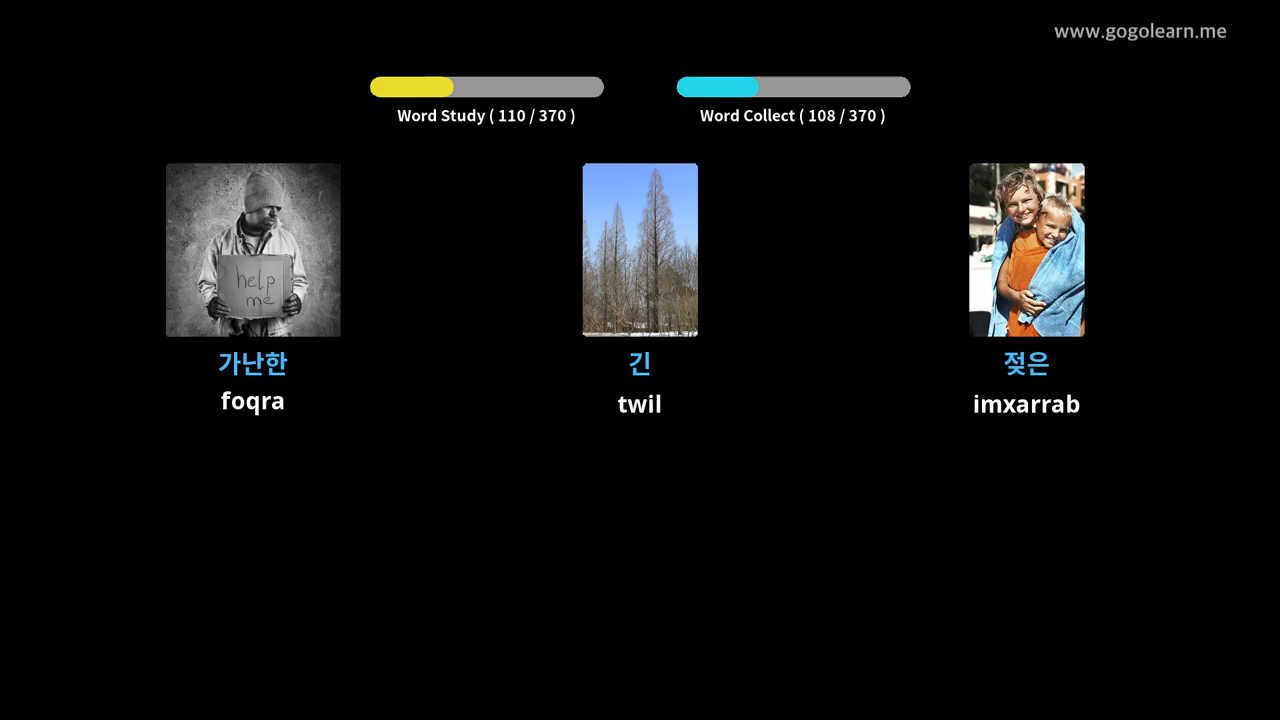 www.gogolearn.me
Word Study ( 110 / 370 )
Word Collect ( 108 / 370 )
help
me
가난한
긴
젖은
foqra
twil
imxarrab